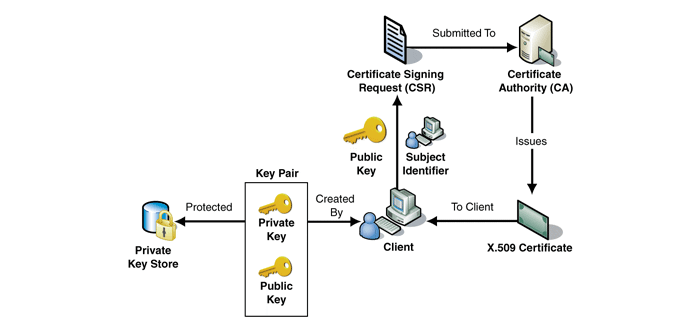 Submitted To
Certificate Signing
Request (CSR)
Certificate
Authority (CA)
Issues
Public
Key
Subject
Identifier
Key Pair
Protected
Private
Key
Created
By
To Client
Private
Key Store
Client
X.509 Certificate
Public
Key